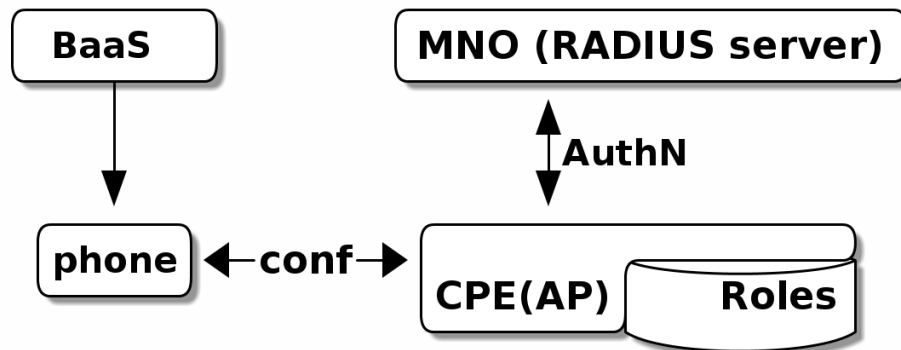 BaaS
MNO (RADIUS server)
AuthN
phone
conf
CPE(AP)
Roles